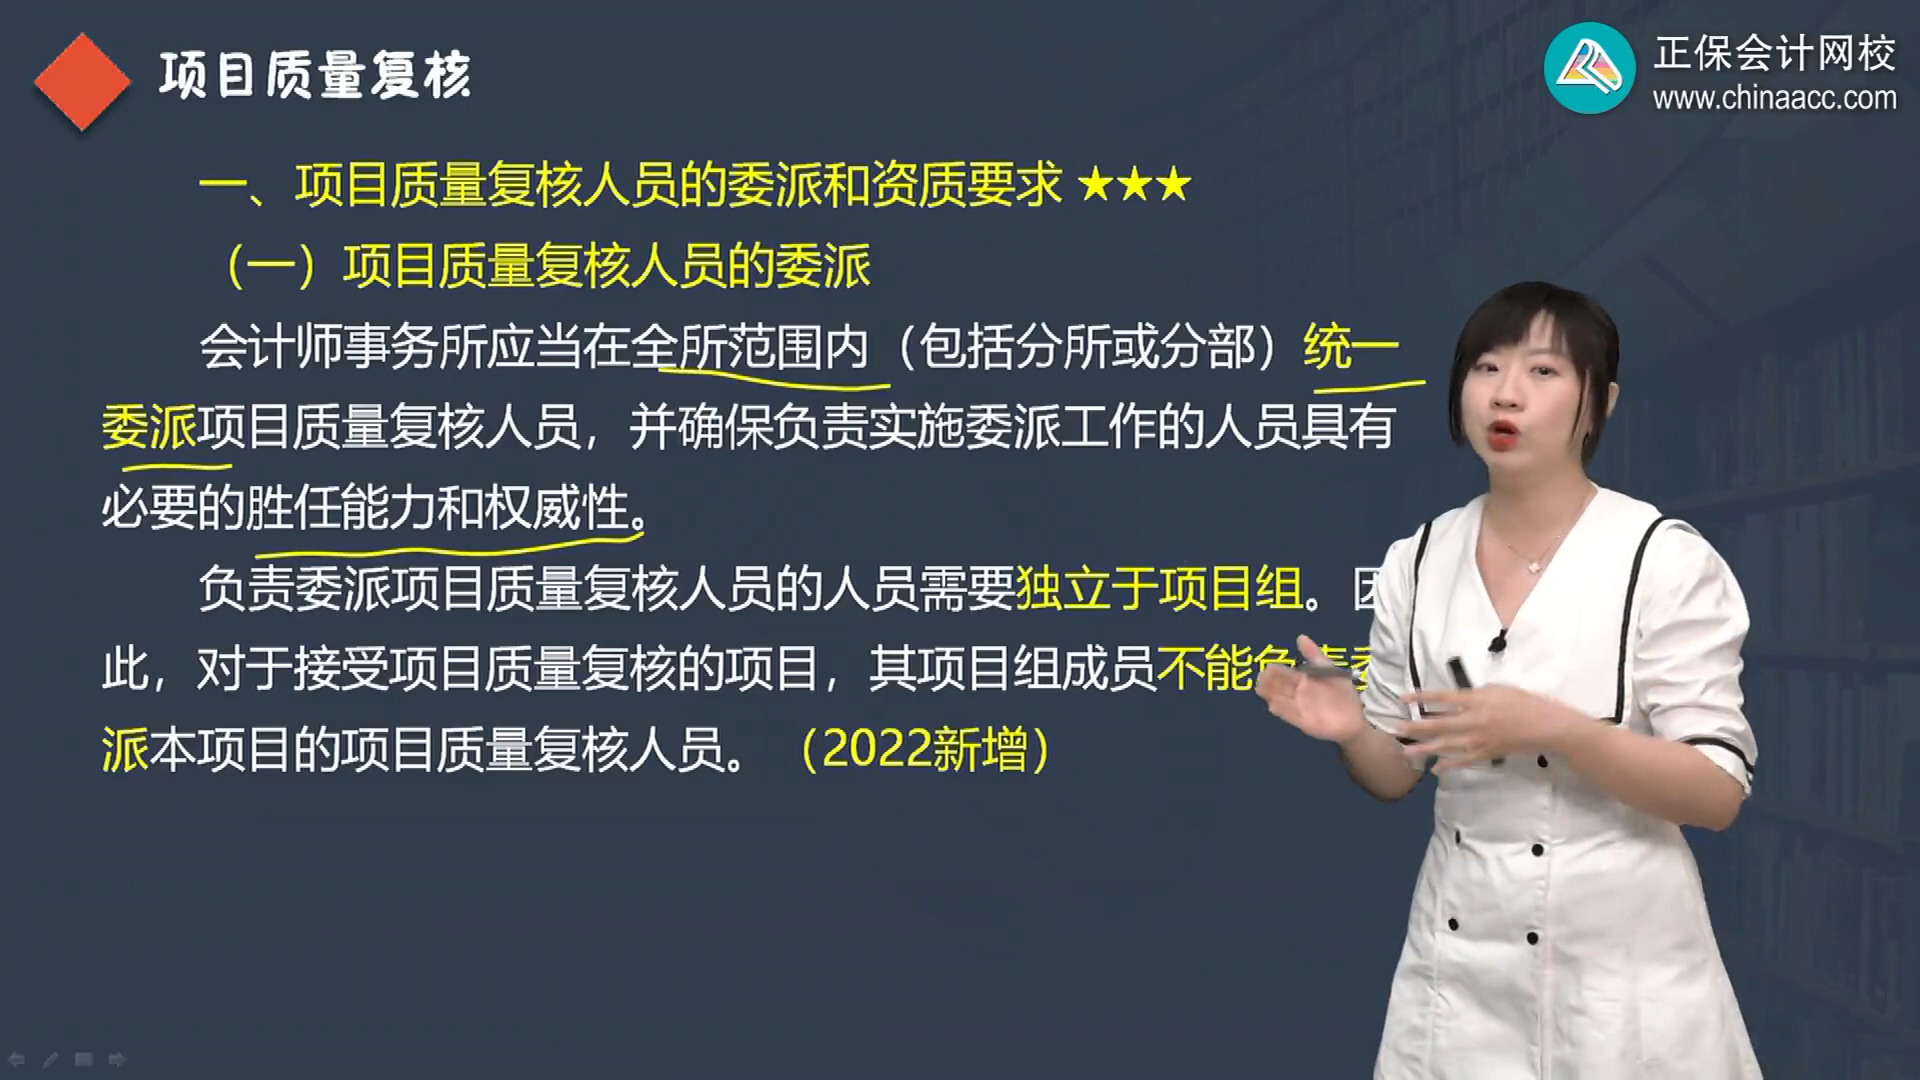 项目质量复核
正保会计网校
www.chinaacc.com
一、项目质量复核人员的委派和资质要求 ★★★
（一）项目质量复核人员的委派
会计师事务所应当在全所范围内（包括分所或分部）统一
委派项目质量复核人员，并确保负责实施委派工作的人员具有
必要的胜任能力和权威性。
负责委派项目质量复核人员的人员需要独立于项目组。因
此，对于接受项目质量复核的项目，其项目组成员不能负责委
派本项目的项目质量复核人员。（2022新增）